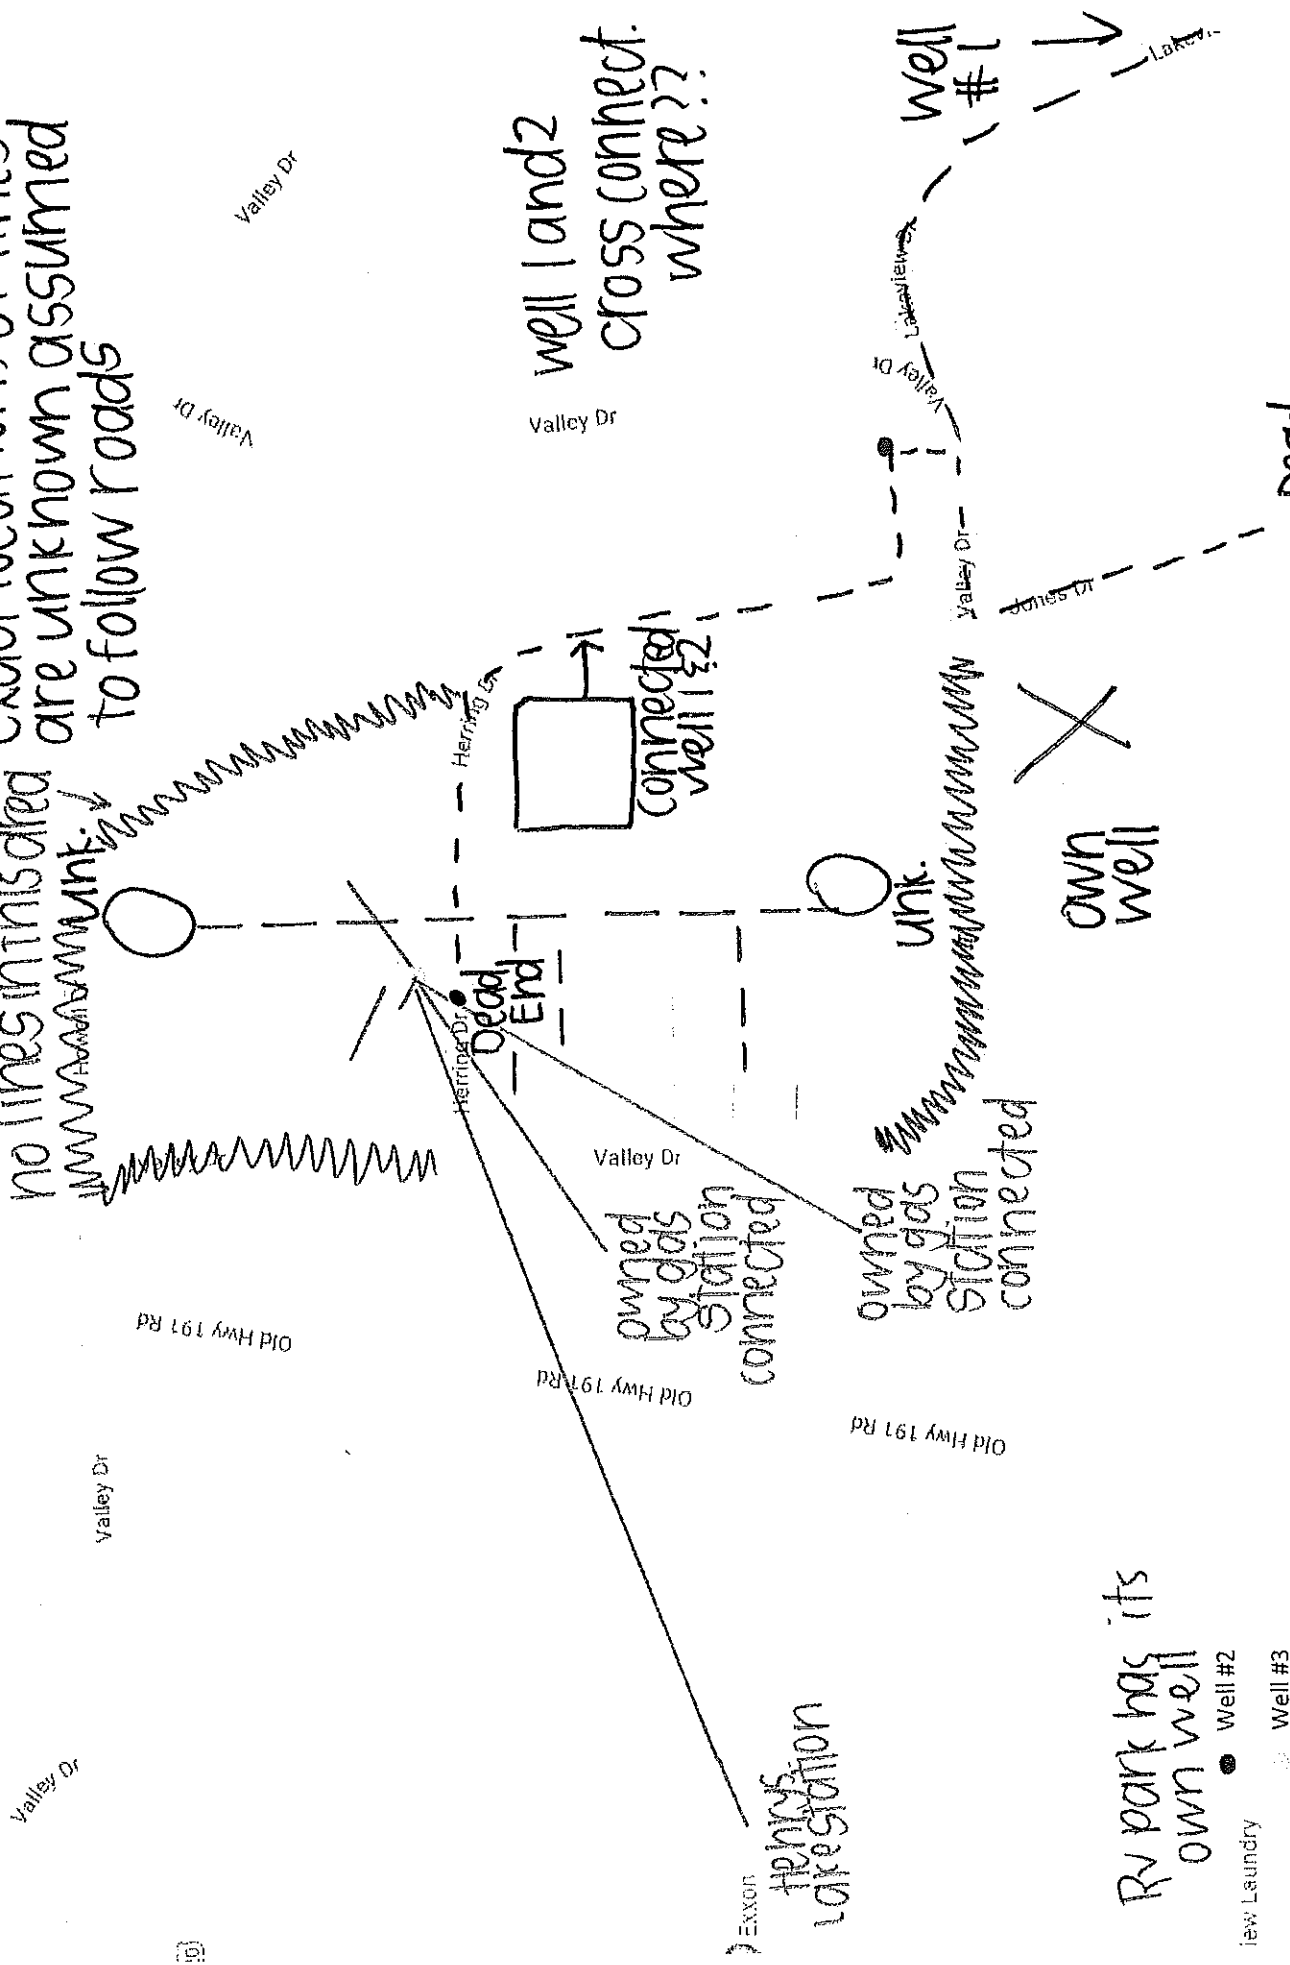 no lines in this area
unk.
exact locations of lines
are unknown assumed
to follow roads
Valley Dr
Valley Dr
well 1 and 2
cross connect.
where??
Valley Dr
well
#1
Lakeview Dr
Valley Dr
Valley Dr
Jones Dr
Herring Dr
connected
well 1 & 2
Dead
End
Herring Dr
unk.
own
well
Valley Dr
owned
by gas
station
connected
owned
by gas
station
connected
Old Hwy 191 Rd
Old Hwy 191 Rd
Old Hwy 191 Rd
Valley Dr
Valley Dr
Exxon
Henrys
Lake Station
Rv park has its
own well
Well #2
Well #3
iew Laundry